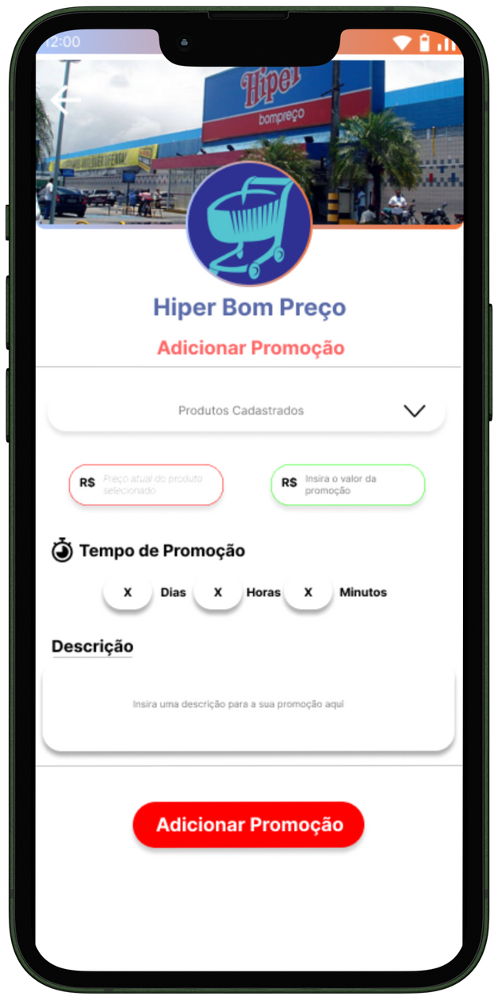 12:00
Hiper
bompreço
Hiper Bom Preço
Adicionar Promoção
Produtos Cadastrados
R$ Preço atual do produto
selecionado
R$ Insira o valor da
promoção
Tempo de Promoção
X Dias X Horas X Minutos
Descrição
Insira uma descrição para a sua promoção aqui
Adicionar Promoção